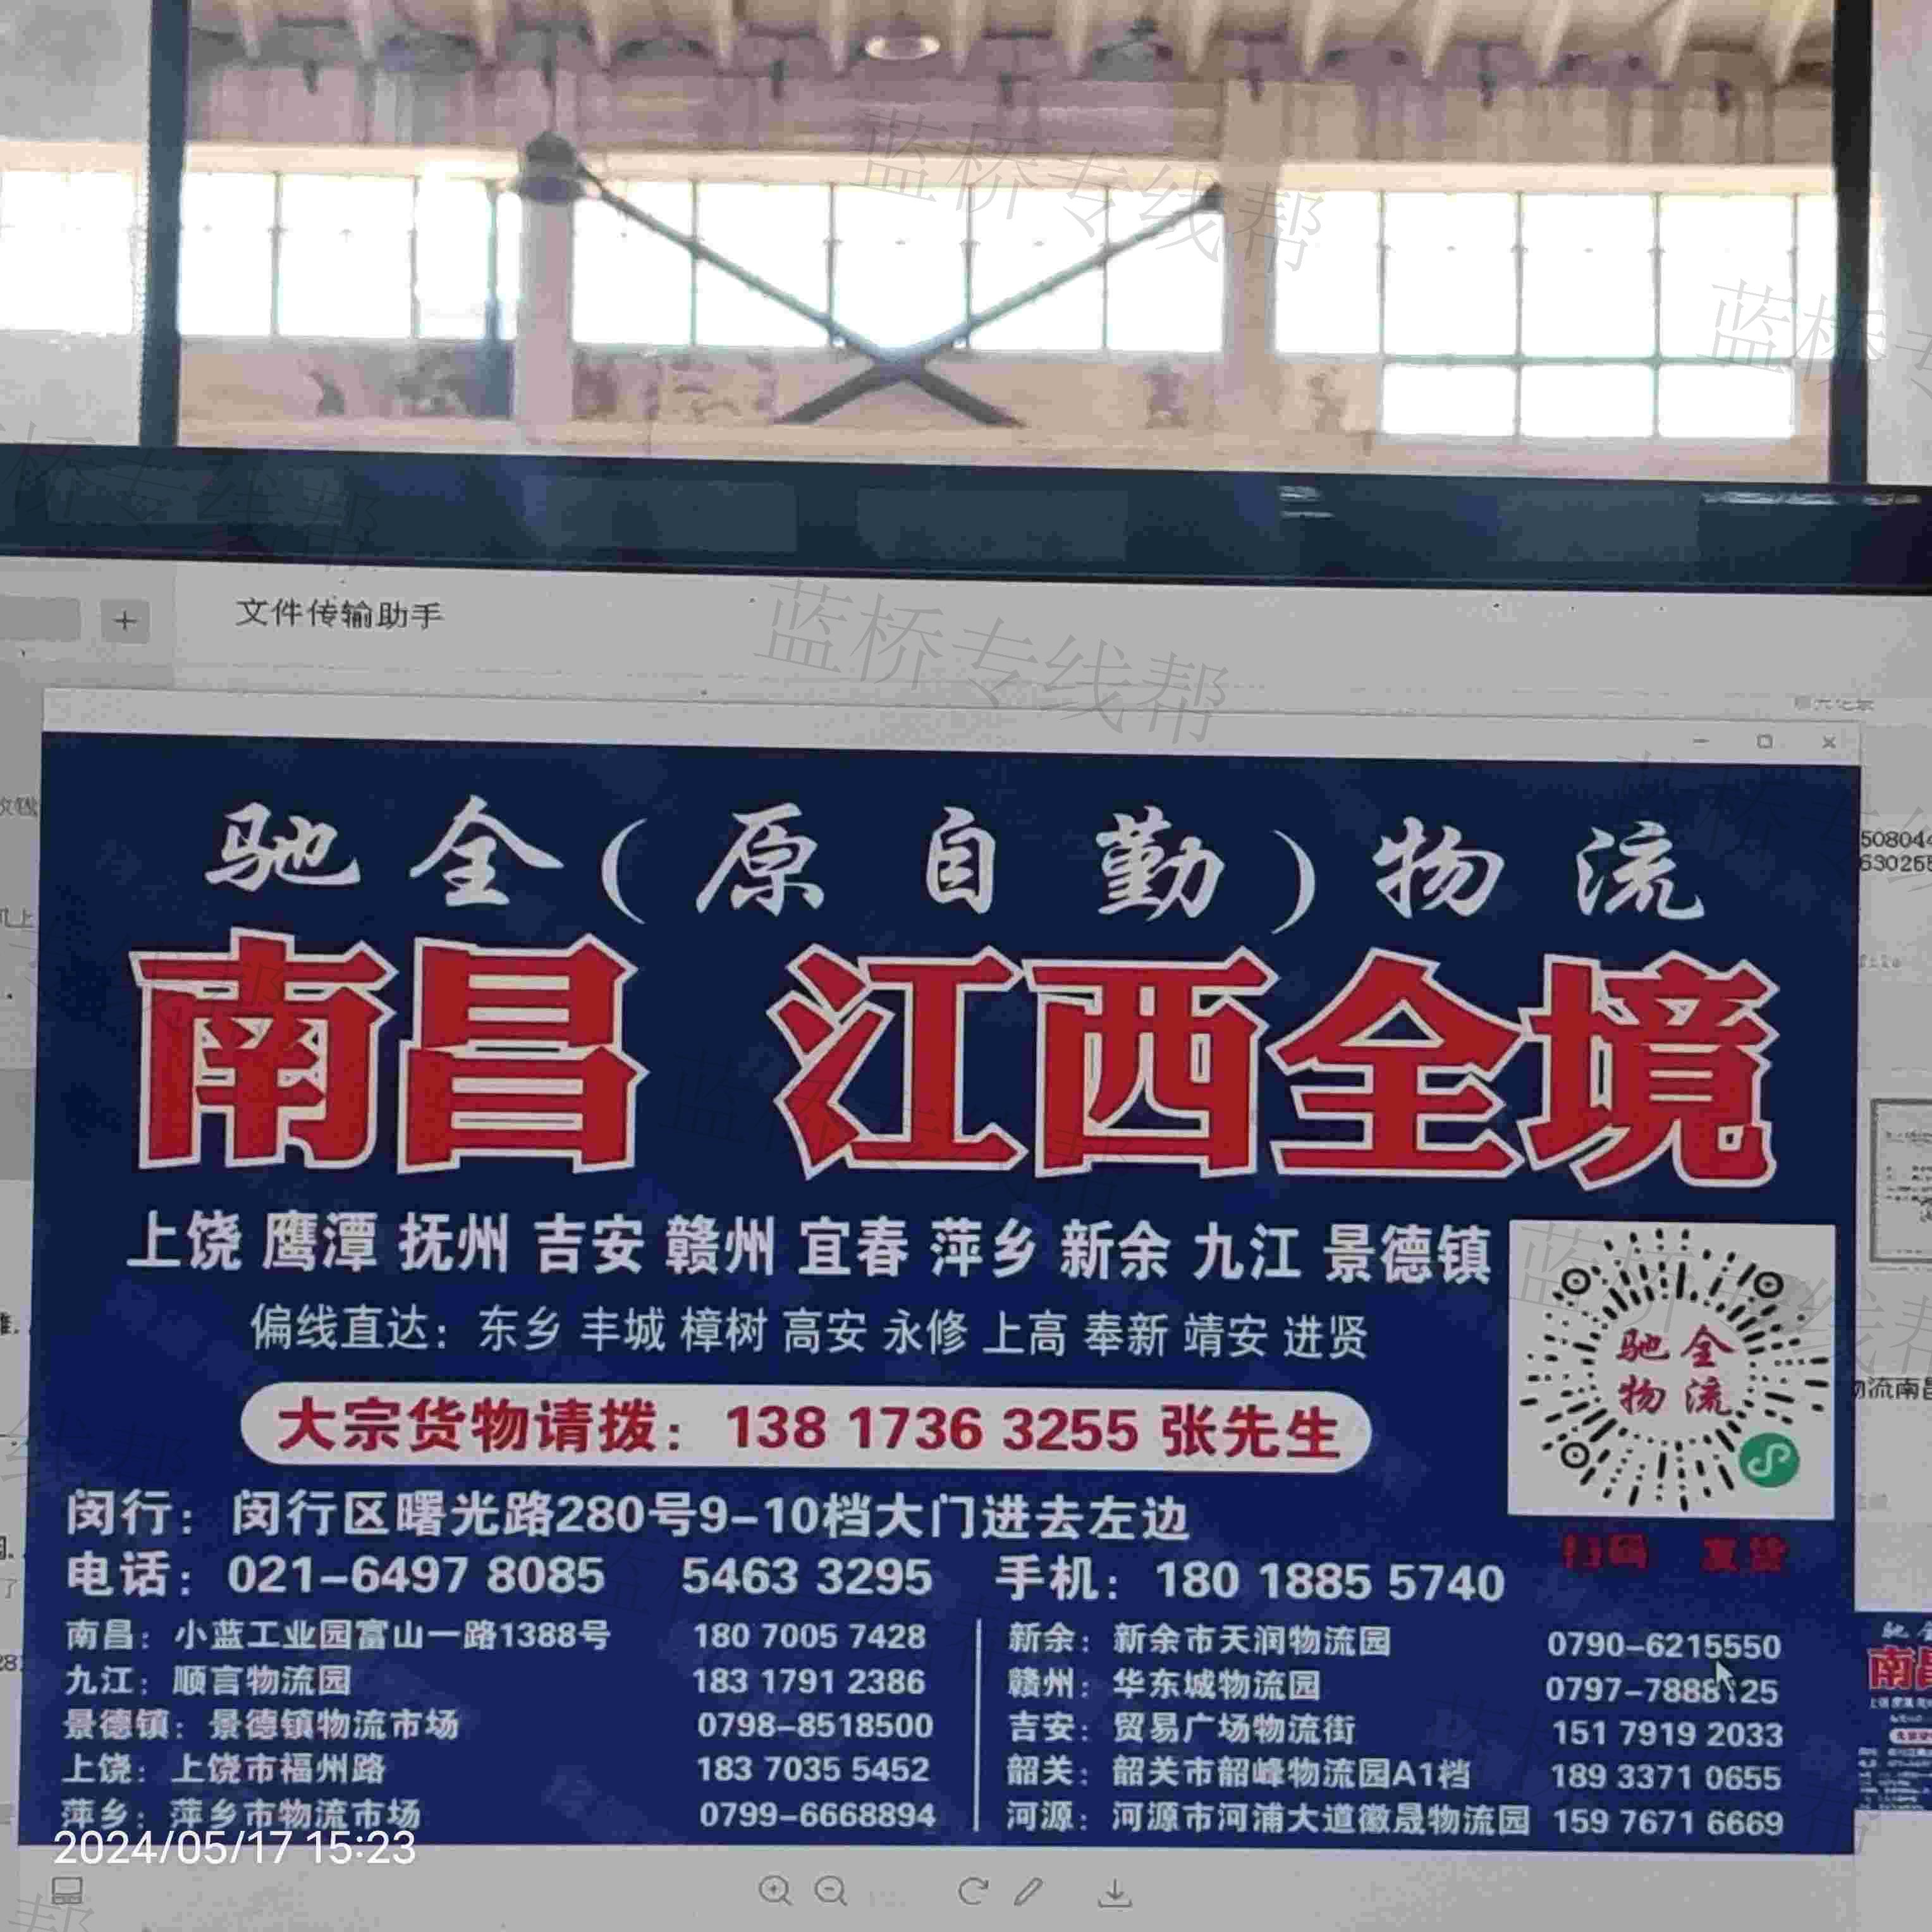 蓝桥专线帮
文件传输助手
蓝桥专线帮
驰全(原自勤)物流
南昌 江西全境
上饶 鹰潭 抚州 吉安 赣州 宜春 萍乡 新余 九江 景德镇
偏线直达：东乡 丰城 樟树 高安 永修 上高 奉新 靖安 进贤
驰全
物流
大宗货物请拨：138 1736 3255 张先生
闵行：闵行区曙光路280号9-10档大门进去左边
扫码 发货
电话：021-6497 8085 5463 3295 手机：180 1885 5740
南昌：小蓝工业园富山一路1388号 180 7005 7428
九江：顺言物流园 183 1791 2386
景德镇：景德镇物流市场 0798-8518500
上饶：上饶市福州路 183 7035 5452
萍乡：萍乡市物流市场 0799-6668894
新余：新余市天润物流园 0790-6215550
赣州：华东城物流园 0797-7888125
吉安：贸易广场物流街 151 7919 2033
韶关：韶关市韶峰物流园A1档 189 3371 0655
河源：河源市河浦大道徽晟物流园 159 7671 6669
2024/05/17 15:23